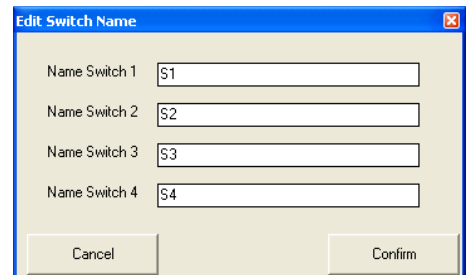 Edit Switch Name
Name Switch 1 S1
Name Switch 2 S2
Name Switch 3 S3
Name Switch 4 S4
Cancel Confirm